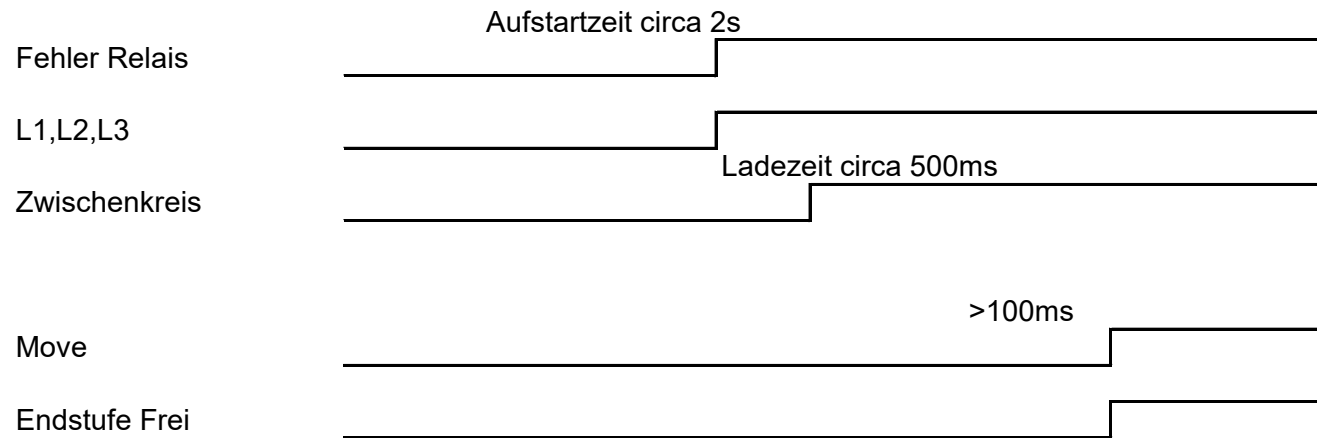 Aufstartzeit circa 2s
Fehler Relais
L1,L2,L3
Ladezeit circa 500ms
Zwischenkreis
>100ms
Move
Endstufe Frei